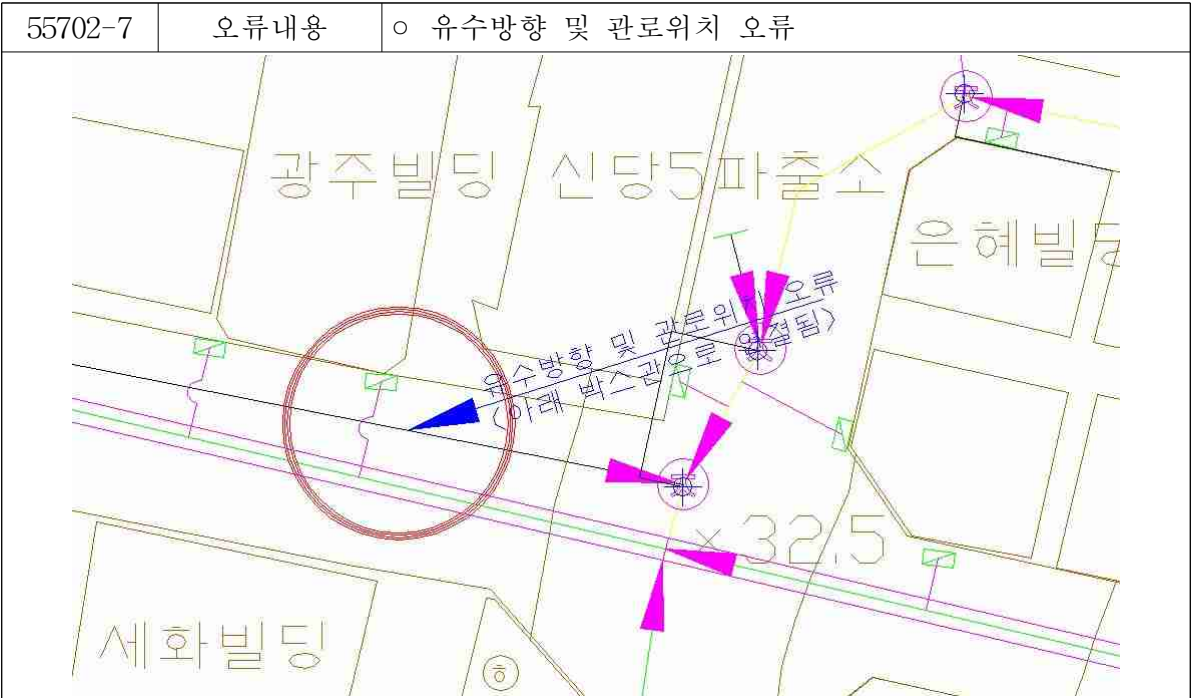 55702-7 오류내용 ○ 유수방향 및 관로위치 오류
광주빌딩 신당5파출소
은혜빌딩
유수방향 및 관로위치 오류
(아래 박스관으로 연결됨)
×32.5
세화빌딩
ㅎ